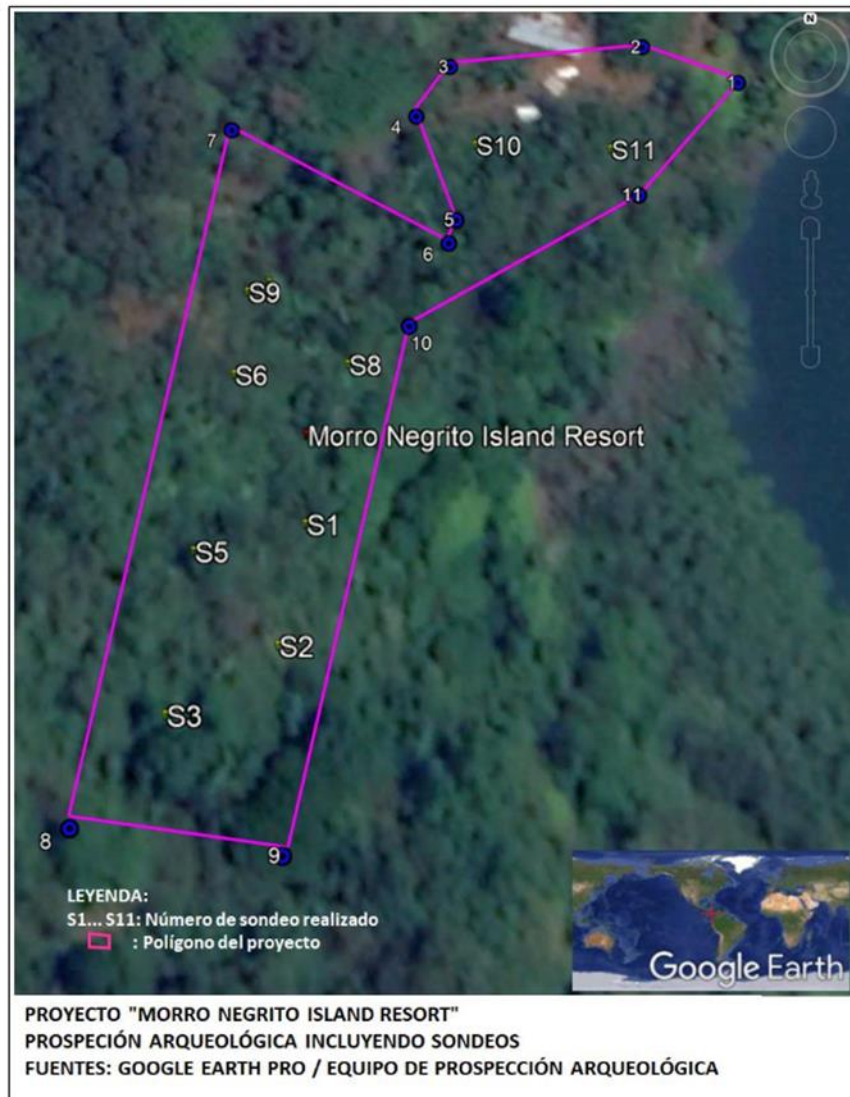 N
2
3
1
4
7
S10
S11
11
5
6
S9
10
S8
S6
Morro Negrito Island Resort
S1
S5
S2
S3
8
9
LEYENDA:
S1... S11: Número de sondeo realizado
: Polígono del proyecto
Google Earth
PROYECTO "MORRO NEGRITO ISLAND RESORT"
PROSPECIÓN ARQUEOLÓGICA INCLUYENDO SONDEOS
FUENTES: GOOGLE EARTH PRO / EQUIPO DE PROSPECCIÓN ARQUEOLÓGICA